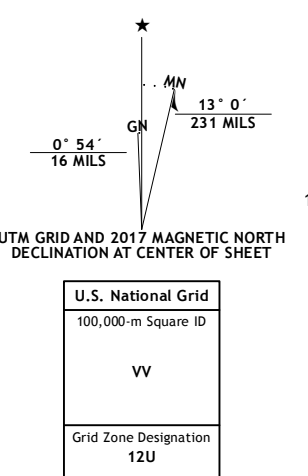 ★
MN
GN
13° 0´
231 MILS
0° 54´
16 MILS
UTM GRID AND 2017 MAGNETIC NORTH
DECLINATION AT CENTER OF SHEET
U.S. National Grid
100,000-m Square ID
VV
Grid Zone Designation
12U